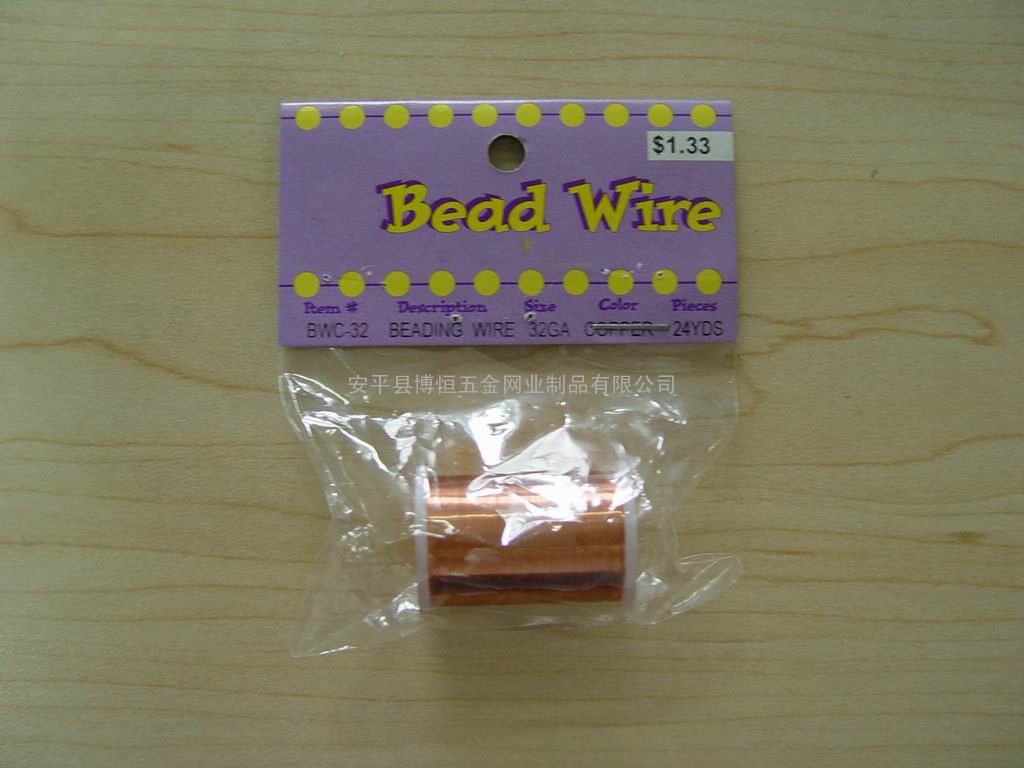 $1.33
Bead Wire
Item # Description Size Color Pieces
BWC-32 BEADING WIRE 32GA COPPER 24YDS
安平县博恒五金网业制品有限公司